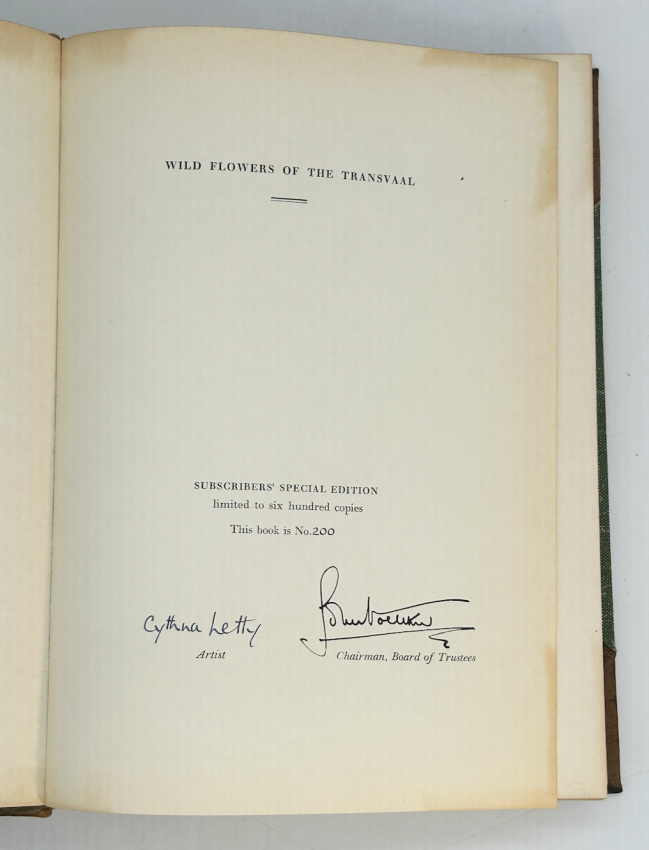 WILD FLOWERS OF THE TRANSVAAL
SUBSCRIBERS' SPECIAL EDITION
limited to six hundred copies
This book is No.200
Cythna Letty
Artist
Chairman, Board of Trustees